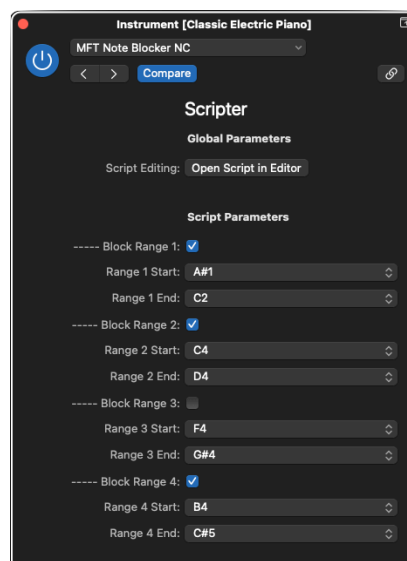 Instrument [Classic Electric Piano]
MFT Note Blocker NC
Compare
Scripter
Global Parameters
Script Editing: Open Script in Editor
Script Parameters
----- Block Range 1:
Range 1 Start: A#1
Range 1 End: C2
----- Block Range 2:
Range 2 Start: C4
Range 2 End: D4
----- Block Range 3:
Range 3 Start: F4
Range 3 End: G#4
----- Block Range 4:
Range 4 Start: B4
Range 4 End: C#5